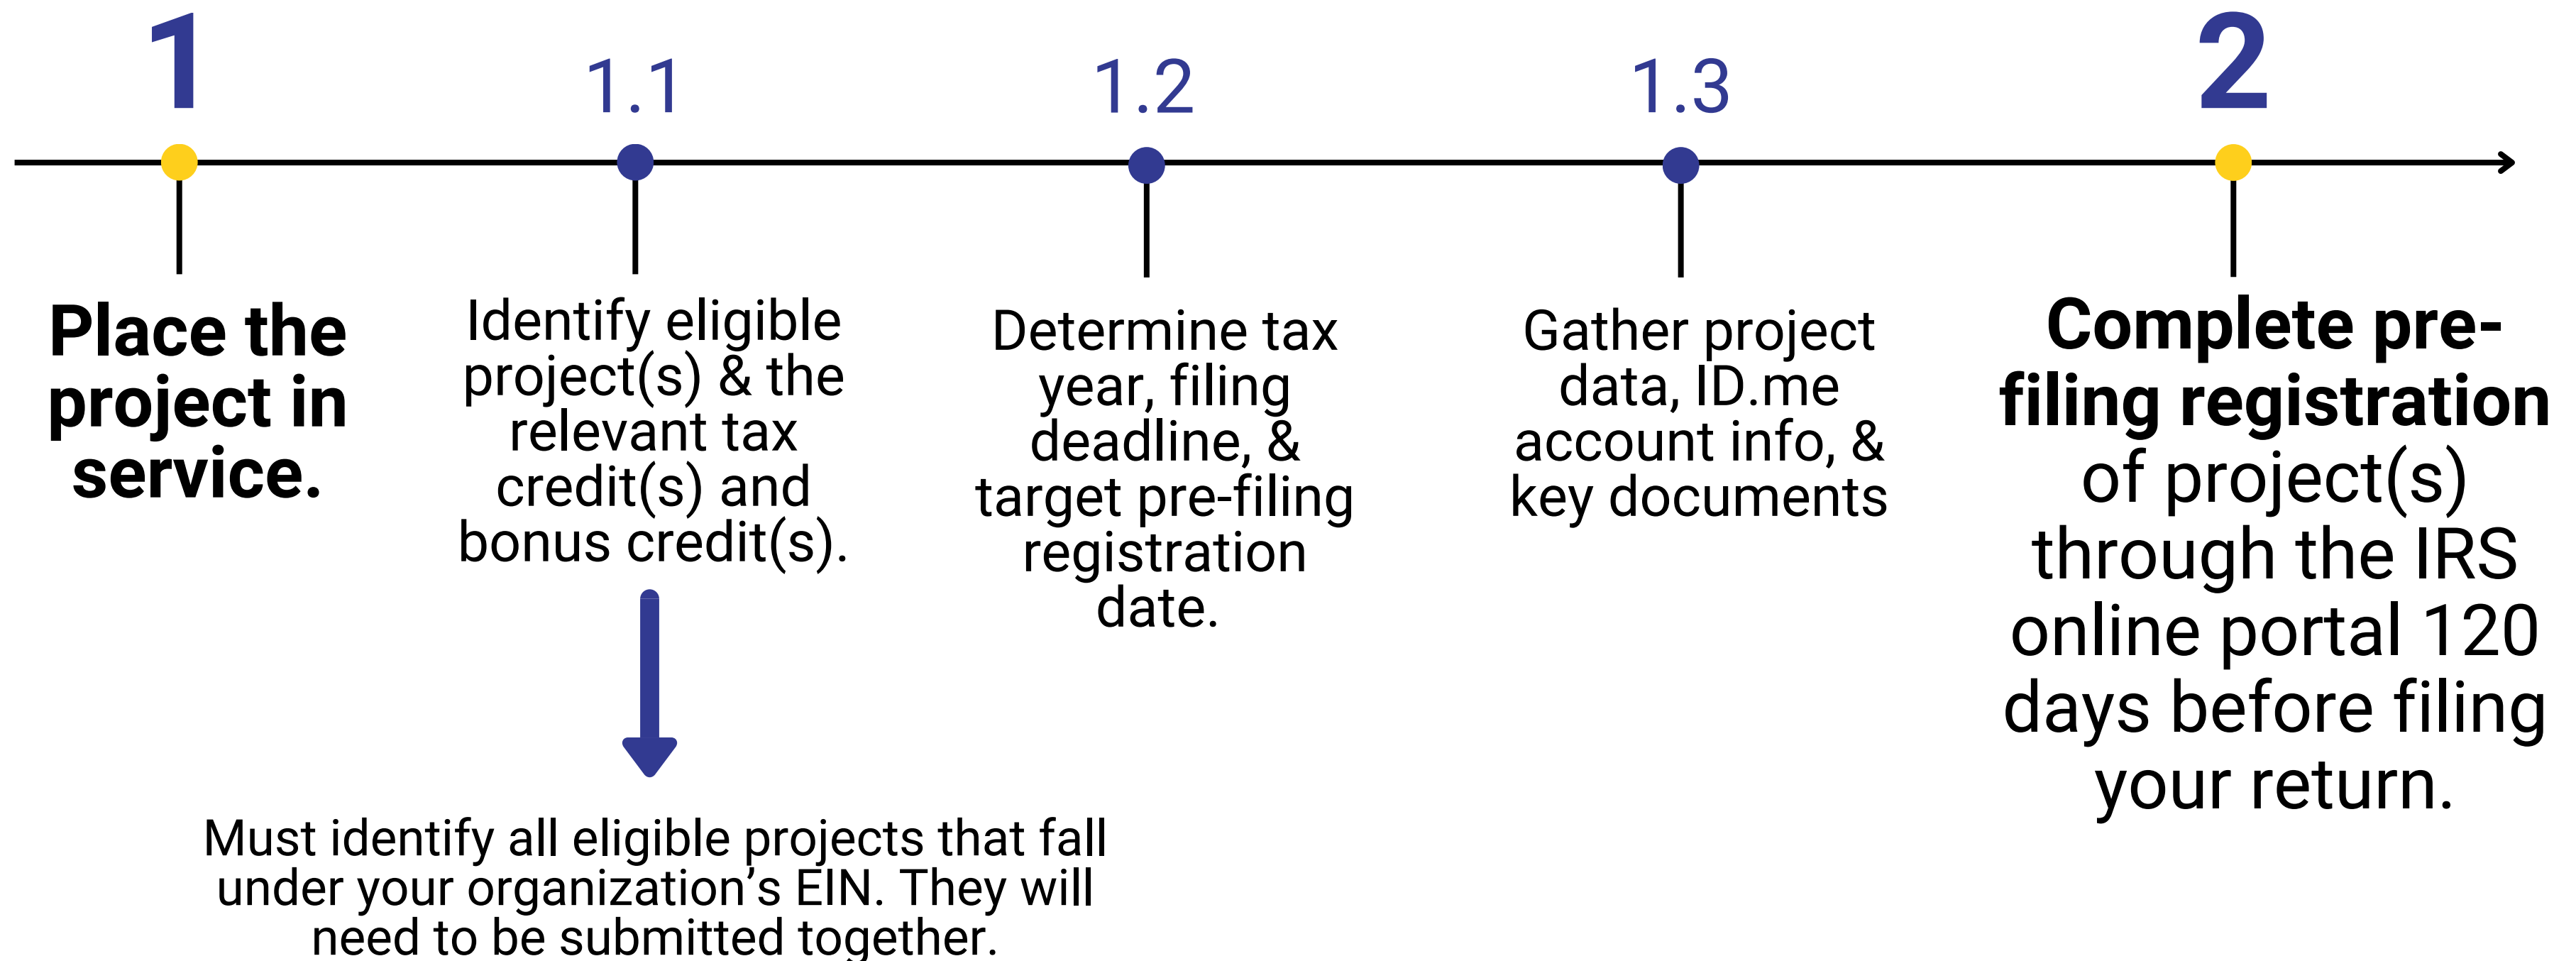 1
1.1
1.2
1.3
2
Place the
project in
service.
Identify eligible
project(s) & the
relevant tax
credit(s) and
bonus credit(s).
Must identify all eligible projects that fall
under your organization’s EIN. They will
need to be submitted together.
Determine tax
year, filing
deadline, &
target pre-filing
registration
date.
Gather project
data, ID.me
account info, &
key documents
Complete pre-
filing registration
of project(s)
through the IRS
online portal 120
days before filing
your return.